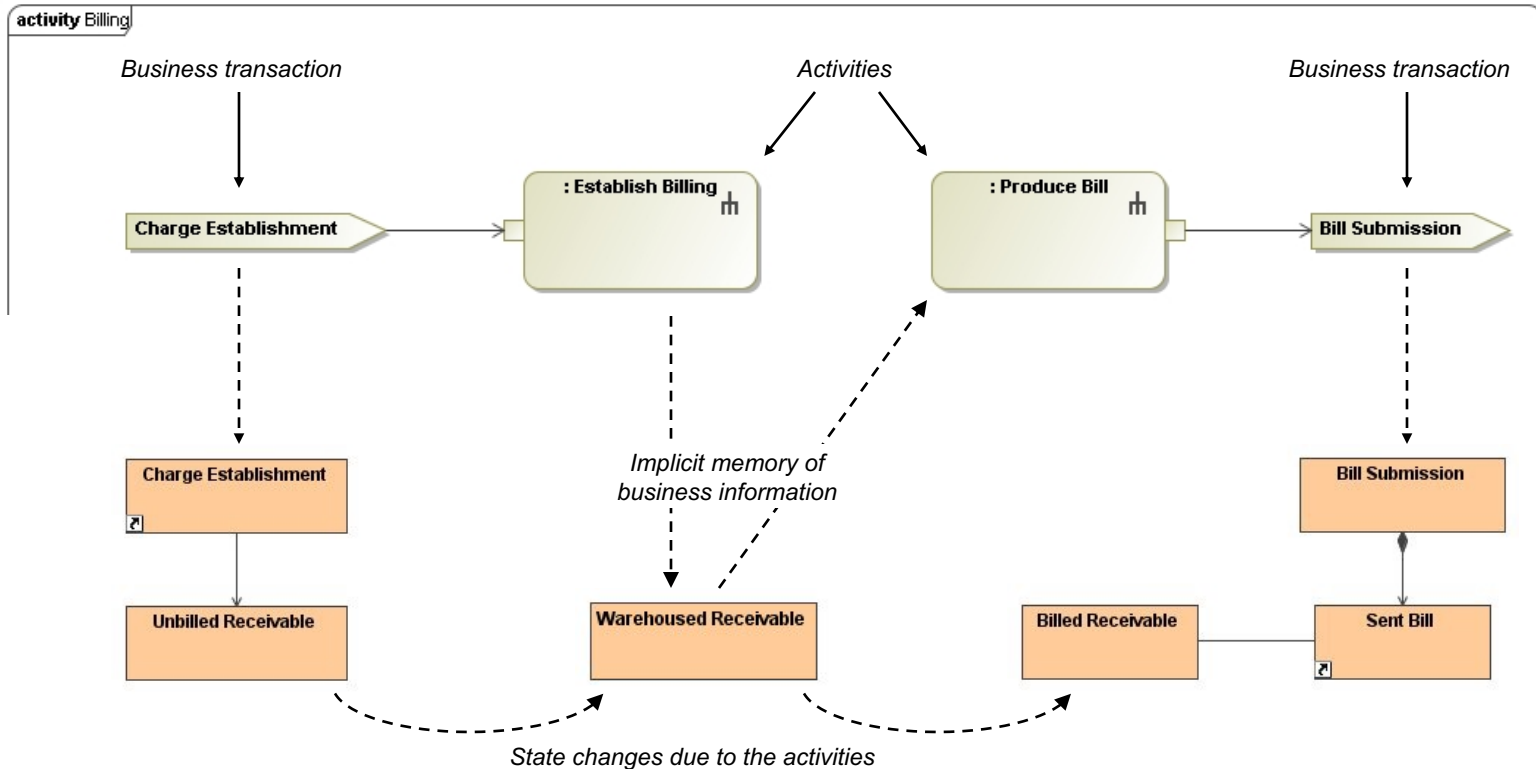 activity Billing
Business transaction
Activities
Business transaction
: Establish Billing
: Produce Bill
Charge Establishment
Bill Submission
Implicit memory of
business information
Charge Establishment
Bill Submission
Unbilled Receivable
Warehoused Receivable
Billed Receivable
Sent Bill
State changes due to the activities